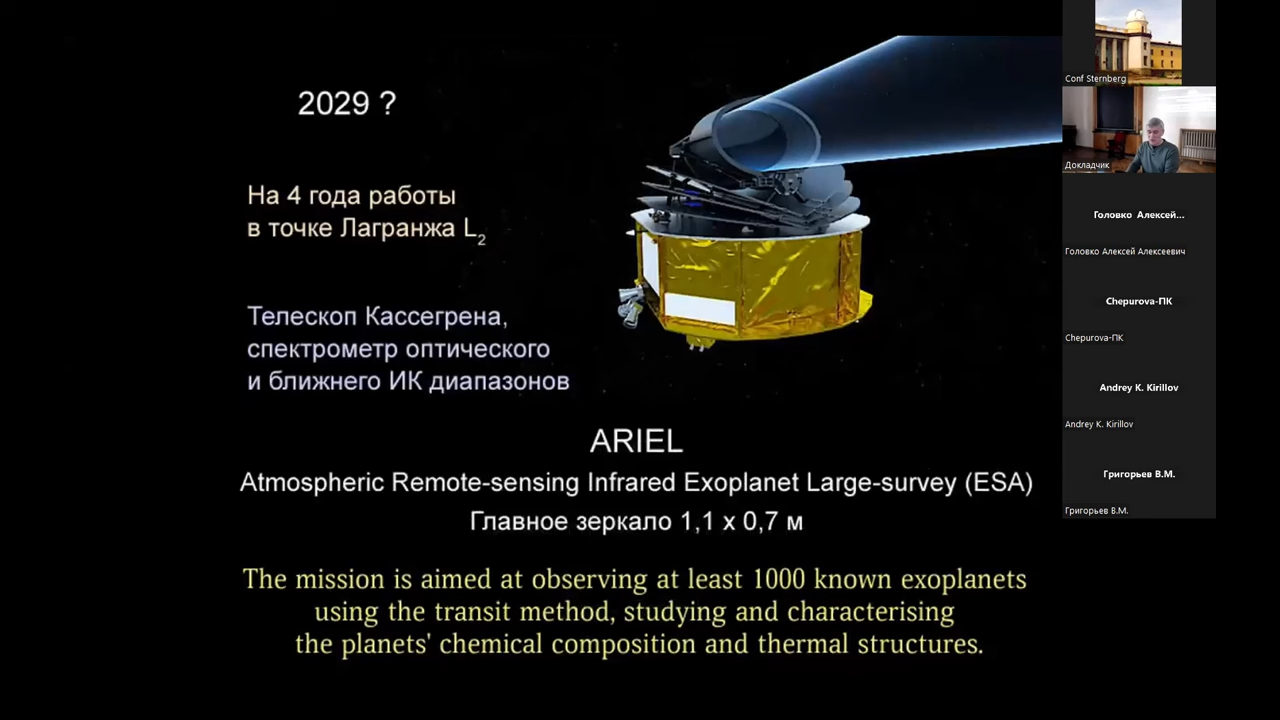 2029 ?
На 4 года работы
в точке Лагранжа L2
Телескоп Кассегрена,
спектрометр оптического
и ближнего ИК диапазонов
ARIEL
Atmospheric Remote-sensing Infrared Exoplanet Large-survey (ESA)
Главное зеркало 1,1 x 0,7 м
The mission is aimed at observing at least 1000 known exoplanets
using the transit method, studying and characterising
the planets' chemical composition and thermal structures.
Conf Sternberg
Докладчик
Головко Алексей...
Головко Алексей Алексеевич
Chepurova-ПК
Chepurova-ПК
Andrey K. Kirillov
Andrey K. Kirillov
Григорьев В.М.
Григорьев В.М.